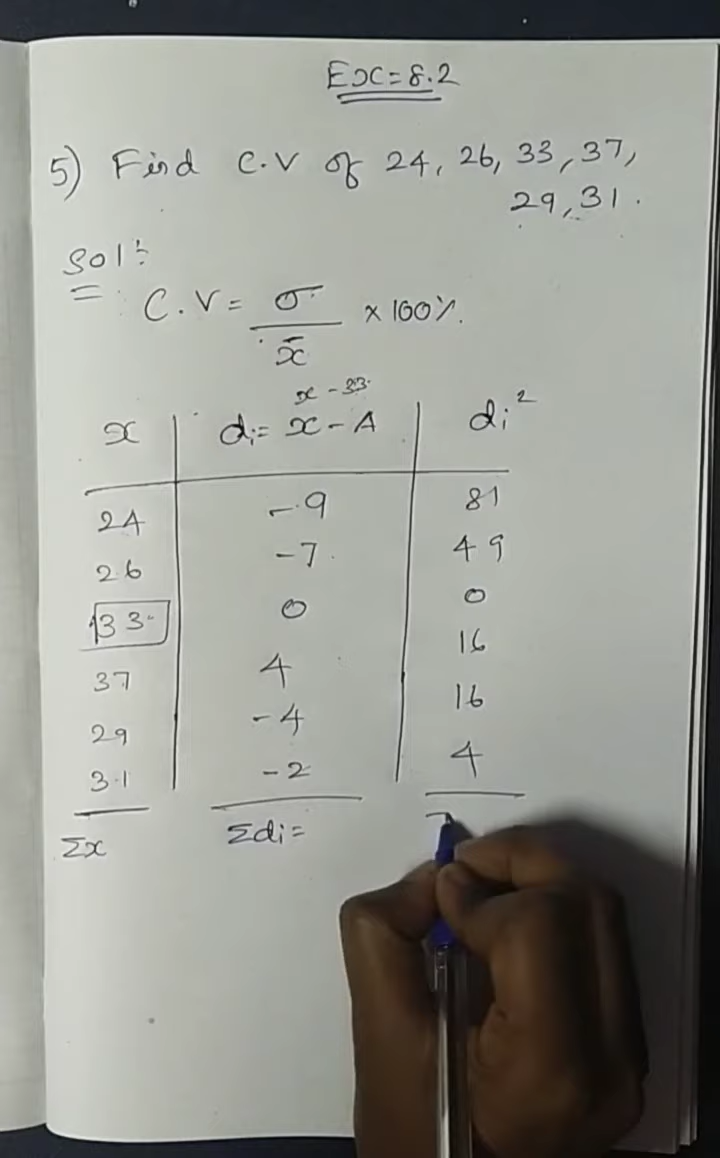 Ex = 8.2
5) Find C.V of 24, 26, 33, 37,
29, 31.
Sol:
C.V = σ / x̄ × 100%.
x - 33
x | di = x - A | di²
24 | -9 | 81
26 | -7 | 49
33 | 0 | 0
37 | 4 | 16
29 | -4 | 16
31 | -2 | 4
Σx Σdi =